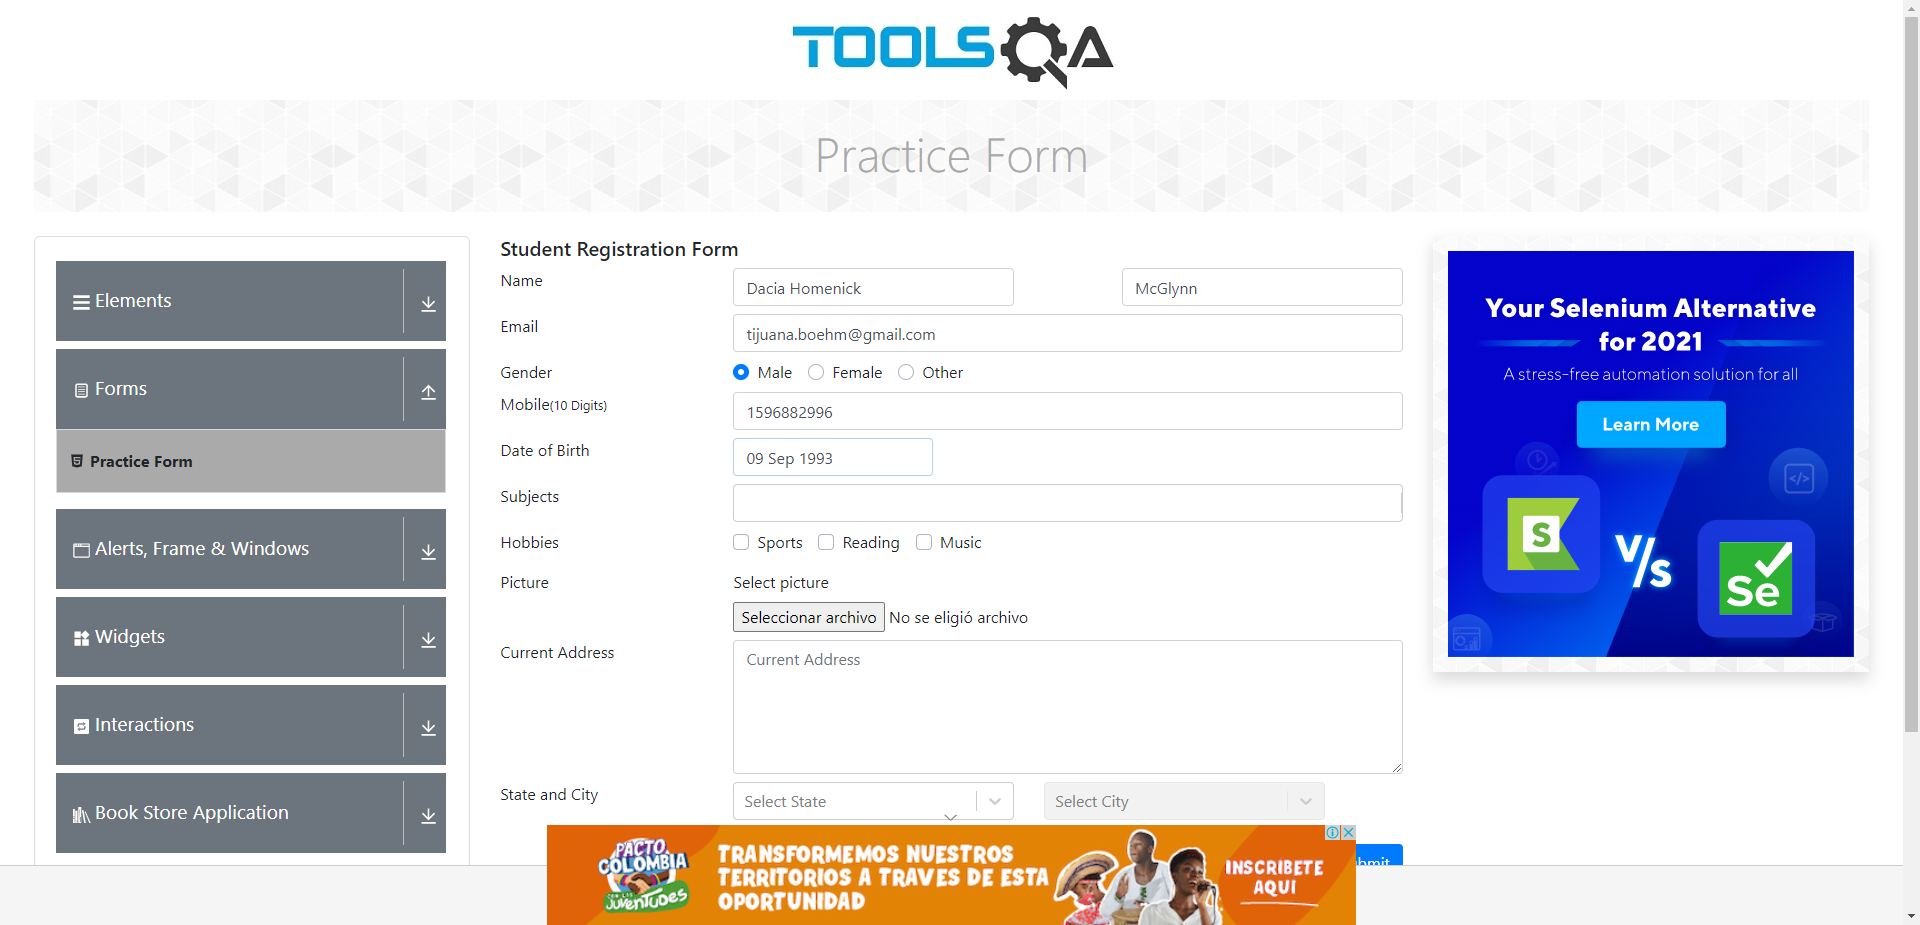 TOOLSQA
Practice Form
Elements
Forms
Practice Form
Alerts, Frame & Windows
Widgets
Interactions
Book Store Application
Student Registration Form
Name
Dacia Homenick
McGlynn
Email
tijuana.boehm@gmail.com
Gender
Male
Female
Other
Mobile(10 Digits)
1596882996
Date of Birth
09 Sep 1993
Subjects
Hobbies
Sports
Reading
Music
Picture
Select picture
Seleccionar archivo
No se eligió archivo
Current Address
Current Address
State and City
Select State
Select City
Your Selenium Alternative
for 2021
A stress-free automation solution for all
Learn More
S
V/s
Se
PACTO
COLOMBIA
CON LAS
JUVENTUDES
TRANSFORMEMOS NUESTROS
TERRITORIOS A TRAVES DE ESTA
OPORTUNIDAD
INSCRIBETE
AQUI